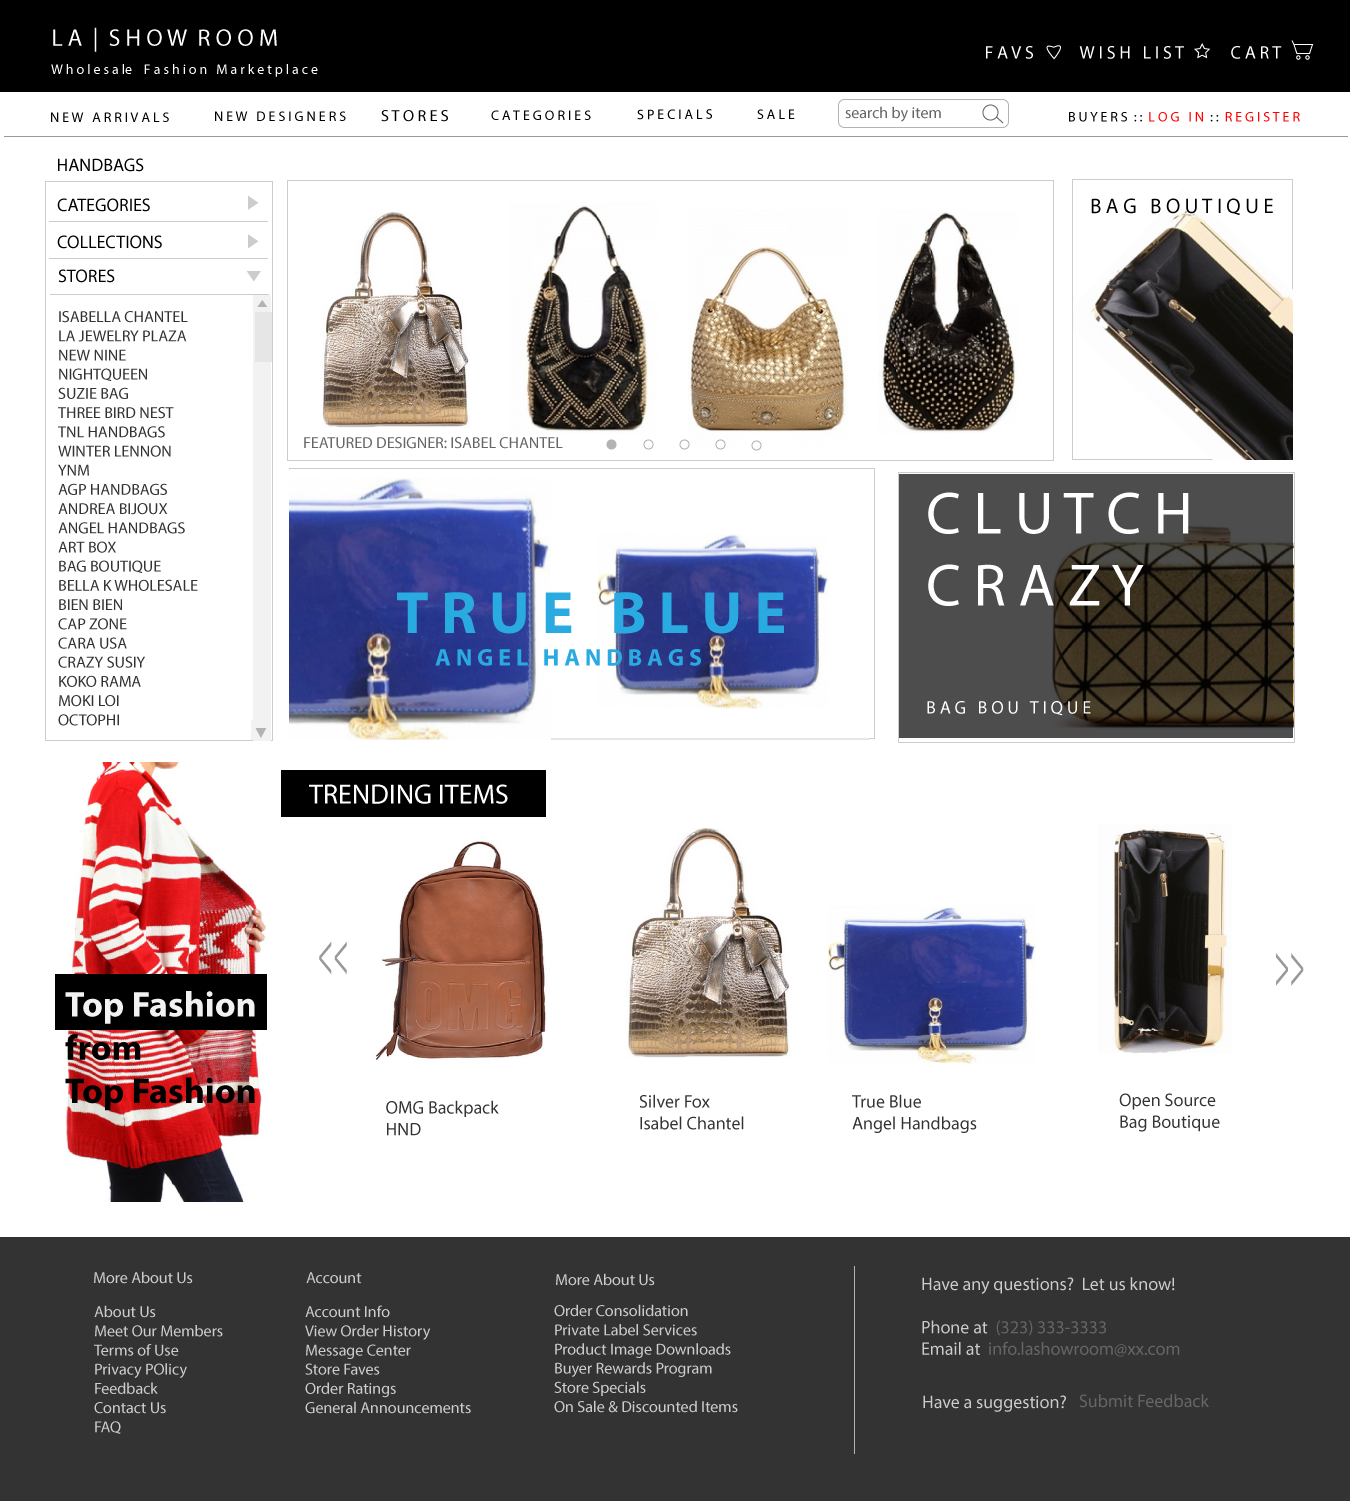 LA | SHOW ROOM
Wholesale Fashion Marketplace
FAVS WISH LIST CART
NEW ARRIVALS NEW DESIGNERS STORES CATEGORIES SPECIALS SALE search by item BUYERS :: LOG IN :: REGISTER
HANDBAGS
CATEGORIES
COLLECTIONS
STORES
ISABELLA CHANTEL
LA JEWELRY PLAZA
NEW NINE
NIGHTQUEEN
SUZIE BAG
THREE BIRD NEST
TNL HANDBAGS
WINTER LENNON
YNM
AGP HANDBAGS
ANDREA BIJOUX
ANGEL HANDBAGS
ART BOX
BAG BOUTIQUE
BELLA K WHOLESALE
BIEN BIEN
CAP ZONE
CARA USA
CRAZY SUSIY
KOKO RAMA
MOKI LOI
OCTOPHI
FEATURED DESIGNER: ISABEL CHANTEL
BAG BOUTIQUE
TRUE BLUE
ANGEL HANDBAGS
CLUTCH
CRAZY
BAG BOU TIQUE
Top Fashion
from
Top Fashion
TRENDING ITEMS
OMG
OMG Backpack
HND
Silver Fox
Isabel Chantel
True Blue
Angel Handbags
Open Source
Bag Boutique
More About Us
About Us
Meet Our Members
Terms of Use
Privacy POlicy
Feedback
Contact Us
FAQ
Account
Account Info
View Order History
Message Center
Store Faves
Order Ratings
General Announcements
More About Us
Order Consolidation
Private Label Services
Product Image Downloads
Buyer Rewards Program
Store Specials
On Sale & Discounted Items
Have any questions? Let us know!
Phone at (323) 333-3333
Email at info.lashowroom@xx.com
Have a suggestion? Submit Feedback